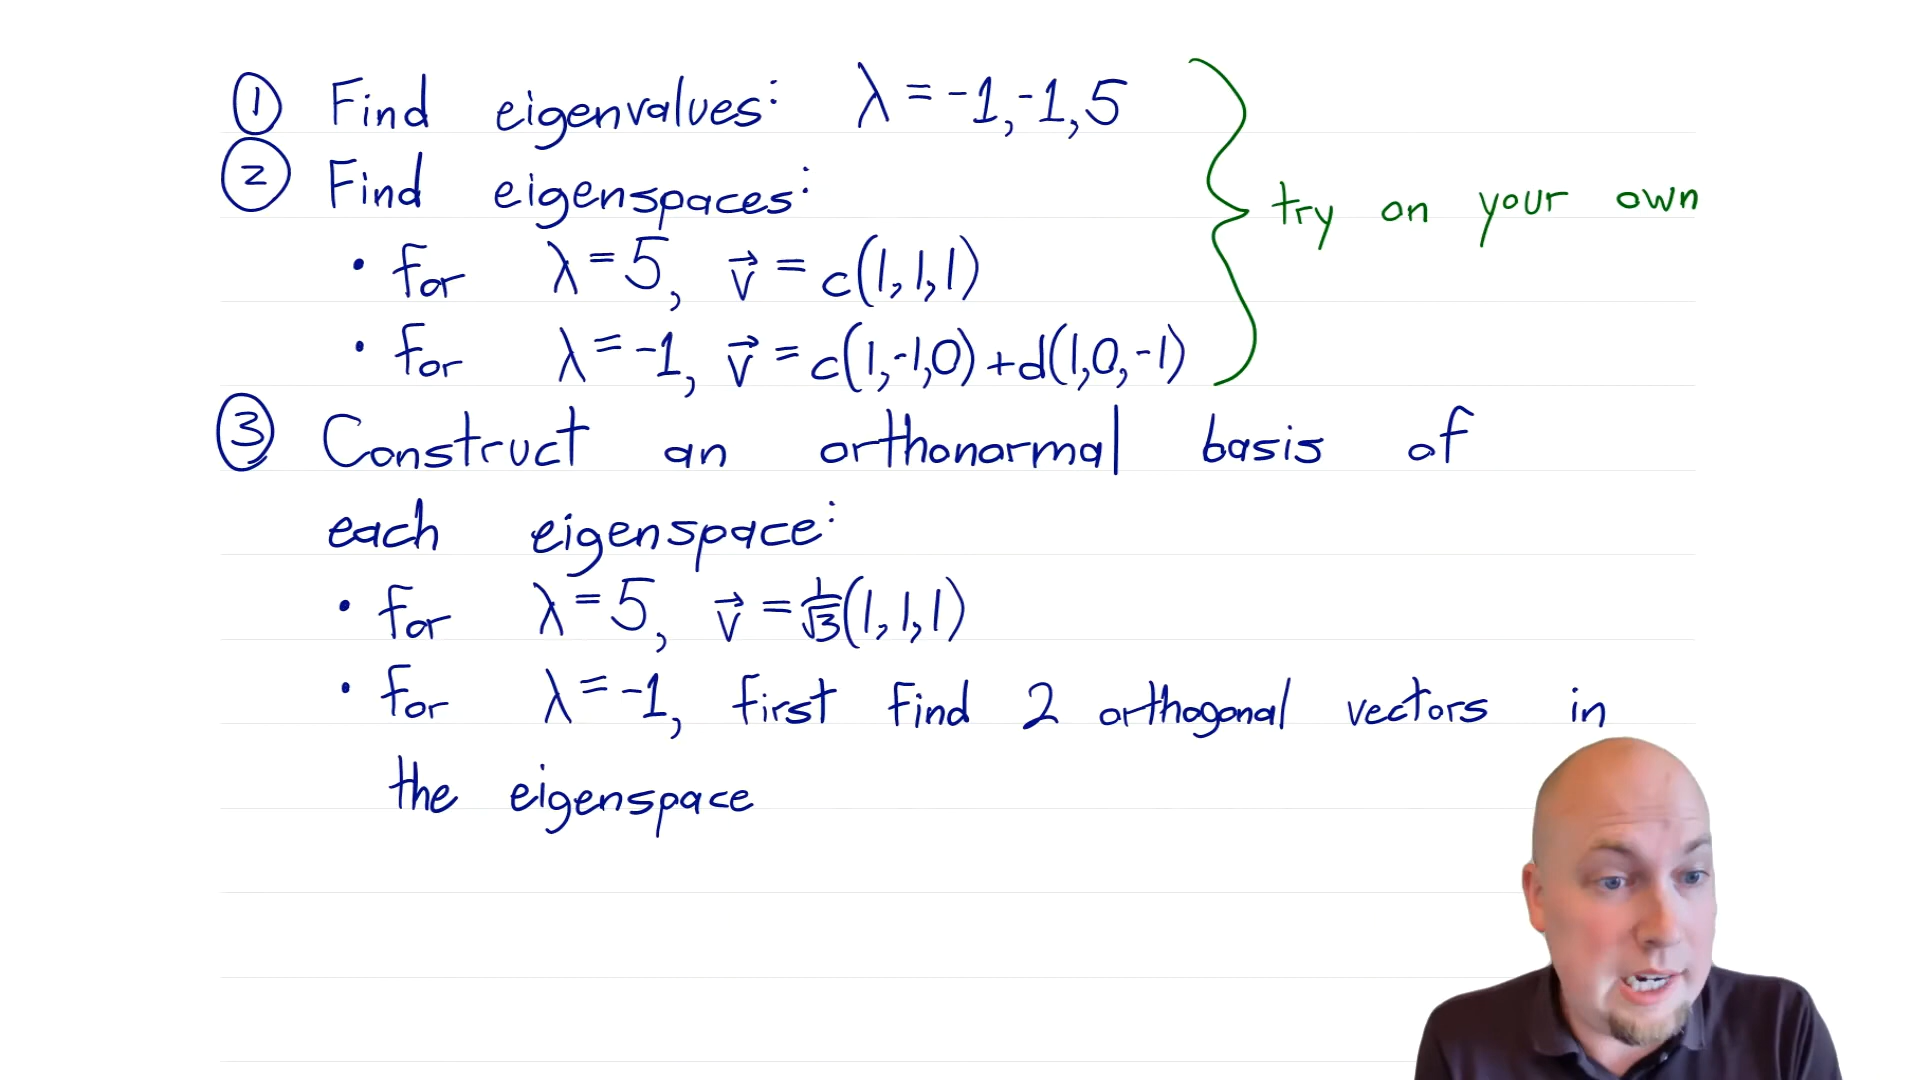 ① Find eigenvalues: λ = -1, -1, 5
② Find eigenspaces:
try on your own
• for λ = 5, v⃗ = c(1, 1, 1)
• for λ = -1, v⃗ = c(1, -1, 0) + d(1, 0, -1)
③ Construct an orthonormal basis of
each eigenspace:
• for λ = 5, v⃗ = 1/√3 (1, 1, 1)
• for λ = -1, first find 2 orthogonal vectors in
the eigenspace